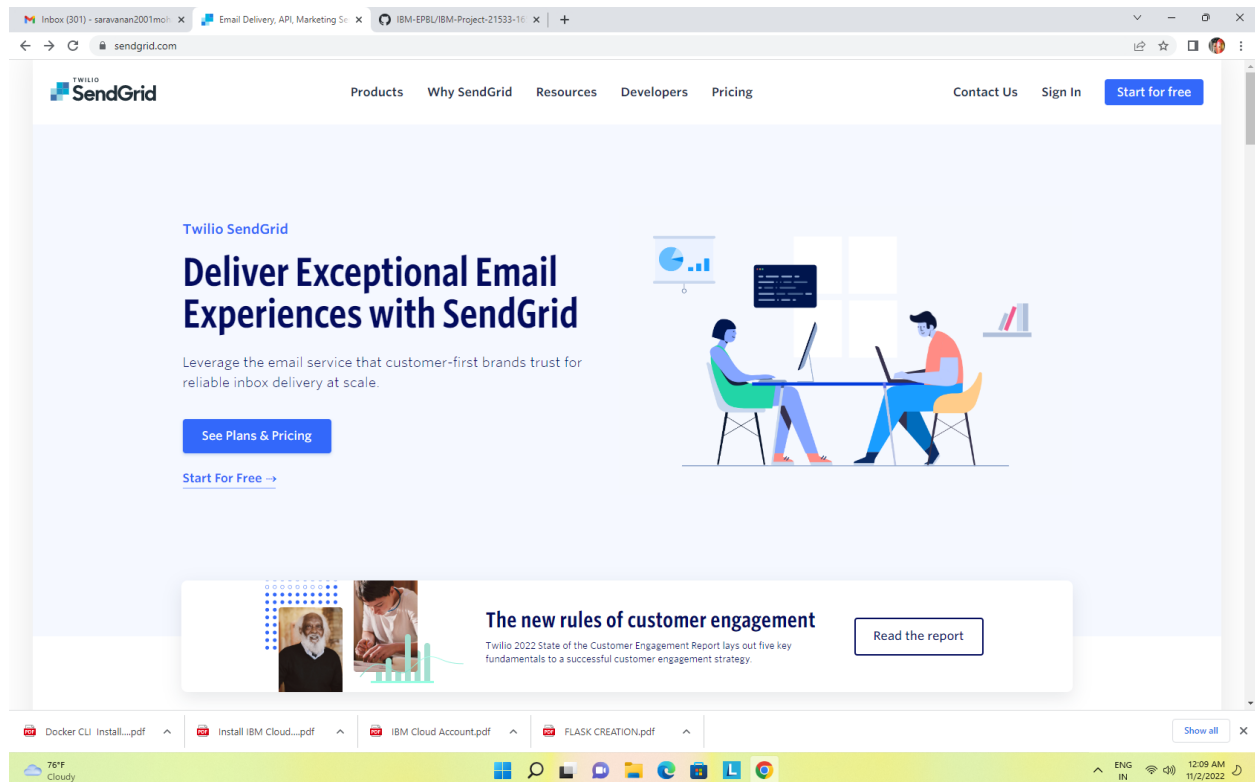 Inbox (301) - saravanan2001moh
Email Delivery, API, Marketing Se
IBM-EPBL/IBM-Project-21533-16
sendgrid.com
TWILIO
SendGrid
Products
Why SendGrid
Resources
Developers
Pricing
Contact Us
Sign In
Start for free
Twilio SendGrid
Deliver Exceptional Email
Experiences with SendGrid
Leverage the email service that customer-first brands trust for
reliable inbox delivery at scale.
See Plans & Pricing
Start For Free
The new rules of customer engagement
Twilio 2022 State of the Customer Engagement Report lays out five key
fundamentals to a successful customer engagement strategy.
Read the report
Docker CLI Install....pdf
Install IBM Cloud....pdf
IBM Cloud Account.pdf
FLASK CREATION.pdf
Show all
76°F
Cloudy
L
ENG
IN
12:09 AM
11/2/2022